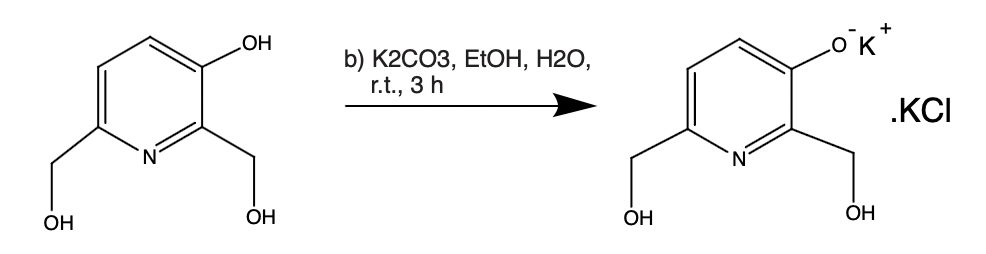 OH
b) K2CO3, EtOH, H2O,
r.t., 3 h
N
OH
OH
O-K+
.KCl
N
OH
OH